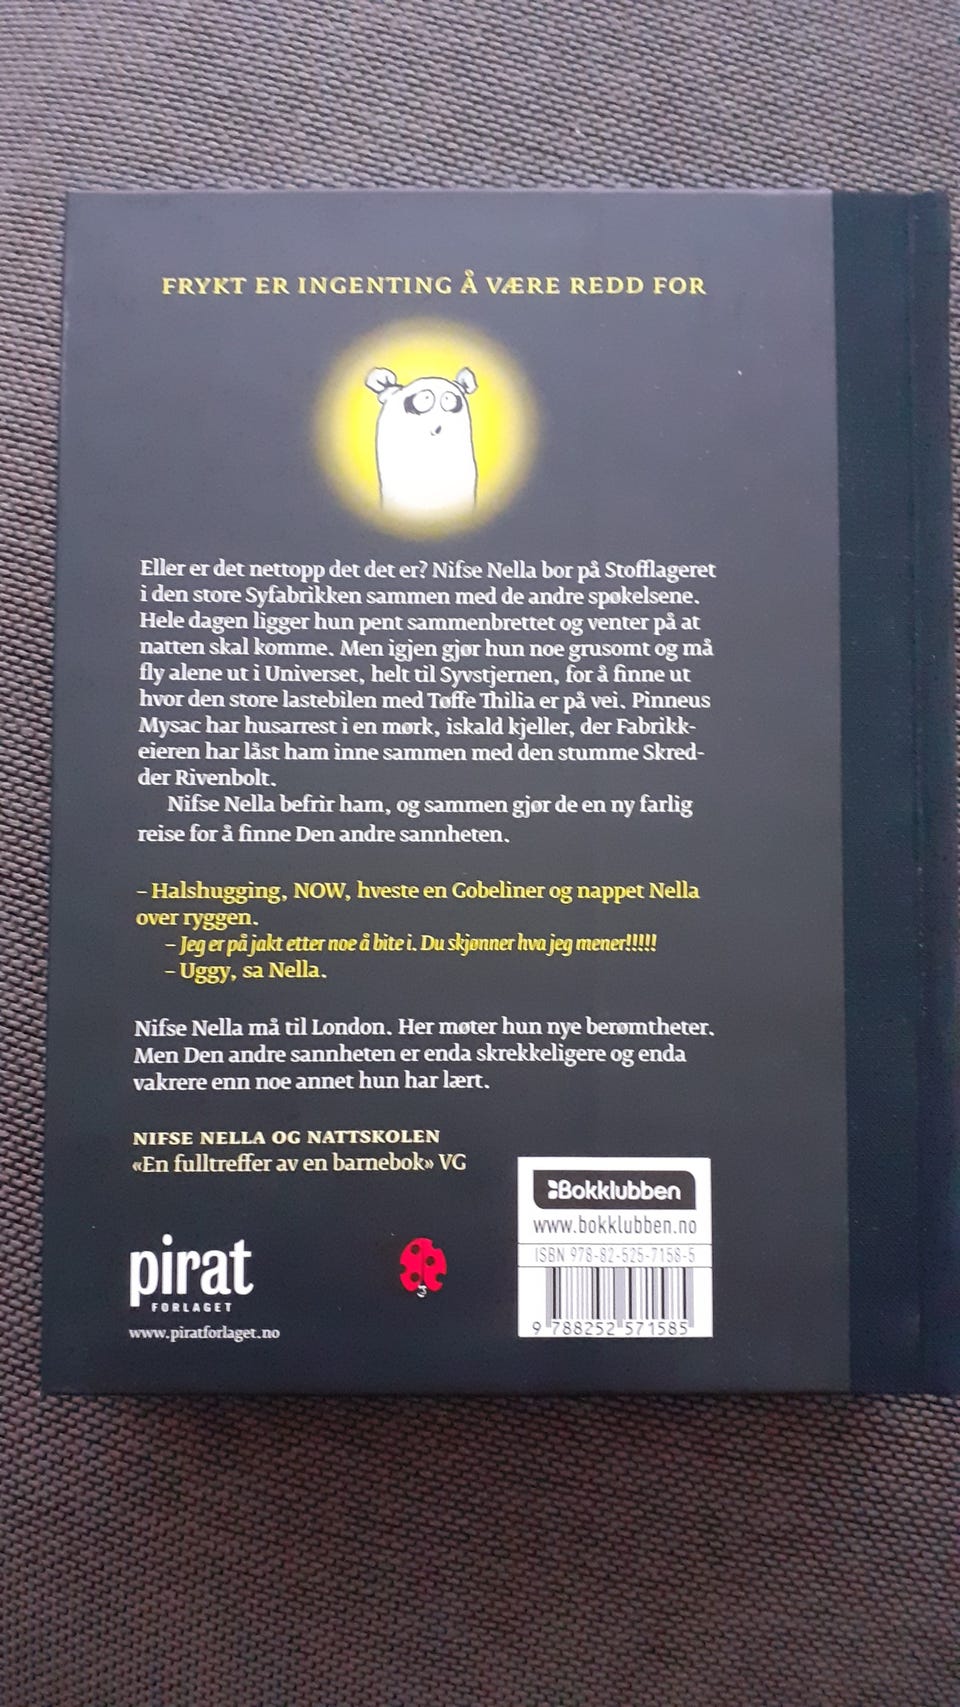 FRYKT ER INGENTING Å VÆRE REDD FOR
Eller er det nettopp det det er? Nifse Nella bor på Stofflageret
i den store Syfabrikken sammen med de andre spøkelsene.
Hele dagen ligger hun pent sammenbrettet og venter på at
natten skal komme. Men igjen gjør hun noe grusomt og må
fly alene ut i Universet, helt til Syvstjernen, for å finne ut
hvor den store lastebilen med Tøffe Thilia er på vei. Pinneus
Mysac har husarrest i en mørk, iskald kjeller, der Fabrikk-
eieren har låst ham inne sammen med den stumme Skred-
der Rivenbolt.
Nifse Nella befrir ham, og sammen gjør de en ny farlig
reise for å finne Den andre sannheten.
– Halshugging, NOW, hveste en Gobeliner og nappet Nella
over ryggen.
– Jeg er på jakt etter noe å bite i. Du skjønner hva jeg mener!!!!!
– Uggy, sa Nella.
Nifse Nella må til London. Her møter hun nye berømtheter.
Men Den andre sannheten er enda skrekkeligere og enda
vakrere enn noe annet hun har lært.
NIFSE NELLA OG NATTSKOLEN
«En fulltreffer av en barnebok» VG
Bokklubben
www.bokklubben.no
ISBN 978-82-525-7158-5
9 788252 571585
pirat
FORLAGET
www.piratforlaget.no
3